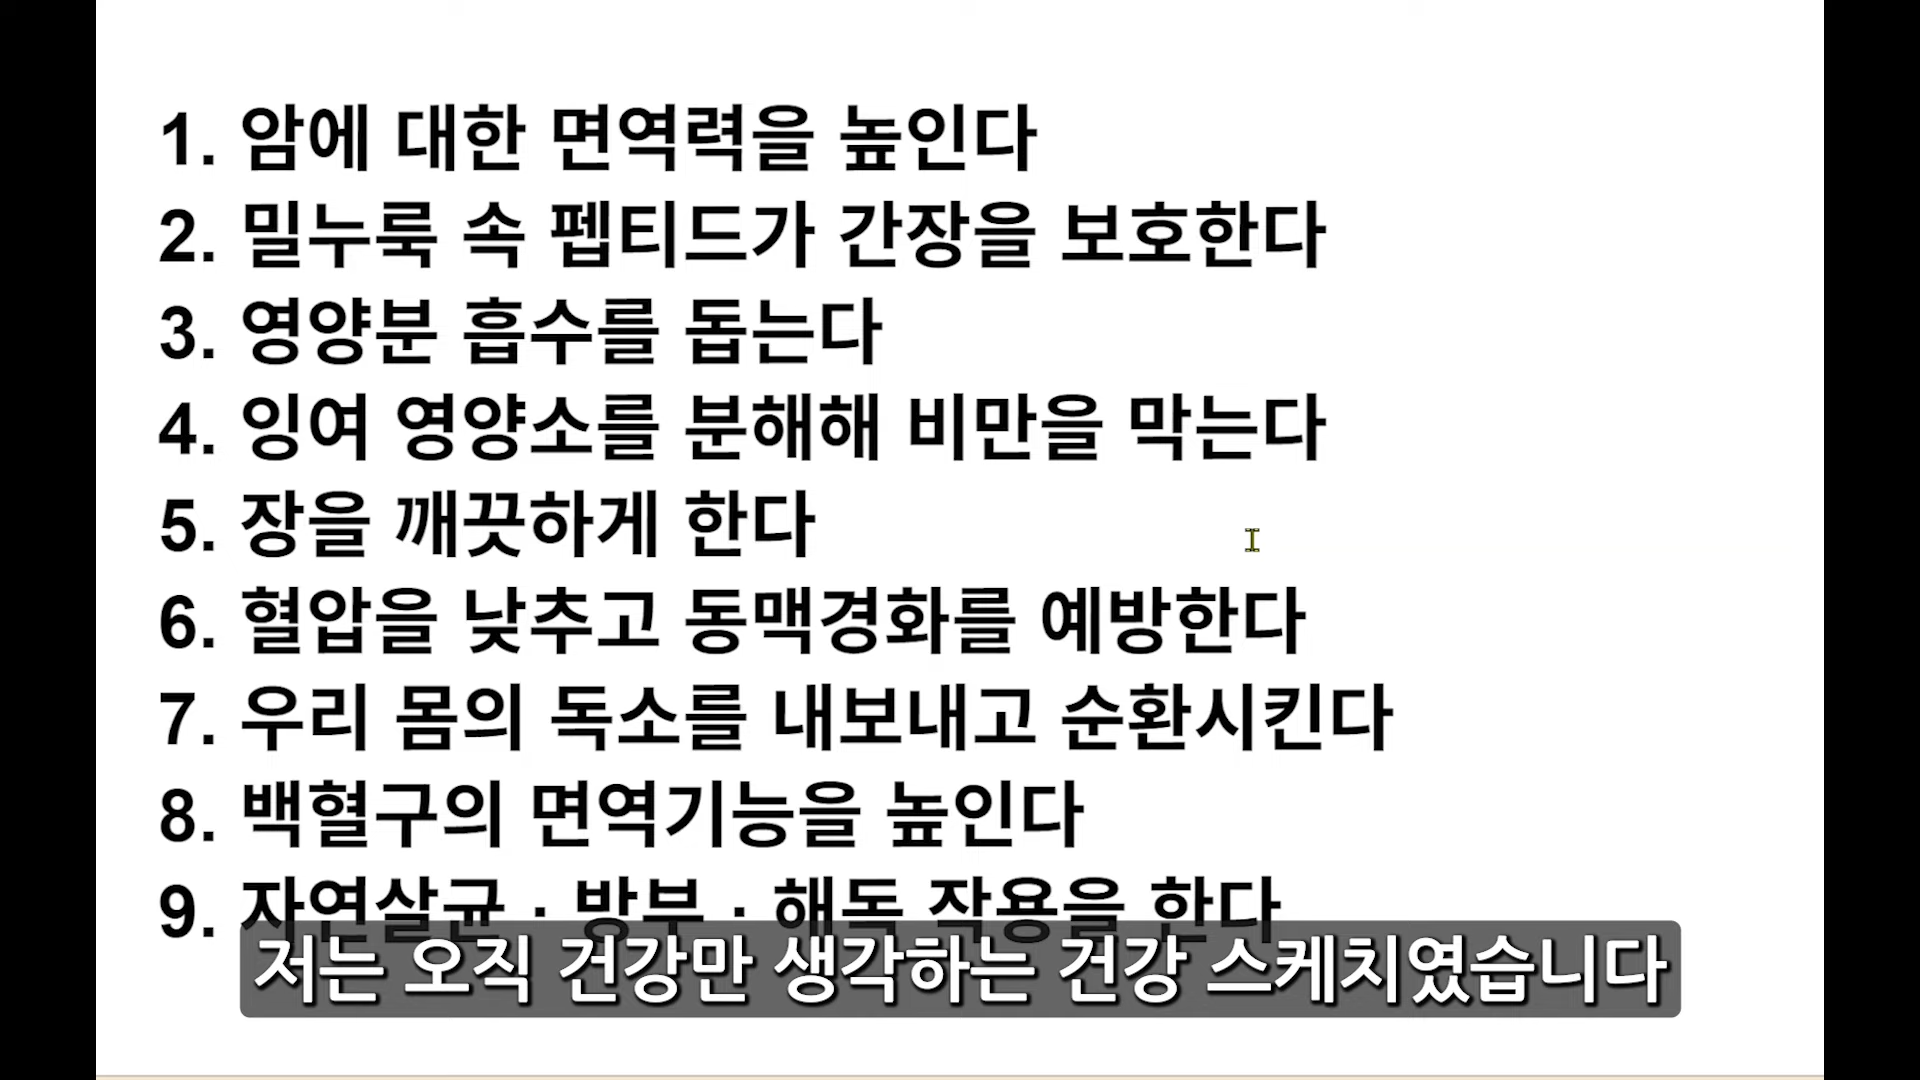 1. 암에 대한 면역력을 높인다
2. 밀누룩 속 펩티드가 간장을 보호한다
3. 영양분 흡수를 돕는다
4. 잉여 영양소를 분해해 비만을 막는다
5. 장을 깨끗하게 한다
6. 혈압을 낮추고 동맥경화를 예방한다
7. 우리 몸의 독소를 내보내고 순환시킨다
8. 백혈구의 면역기능을 높인다
9. 자연살균 · 방부 · 해독 작용을 한다
저는 오직 건강만 생각하는 건강 스케치였습니다